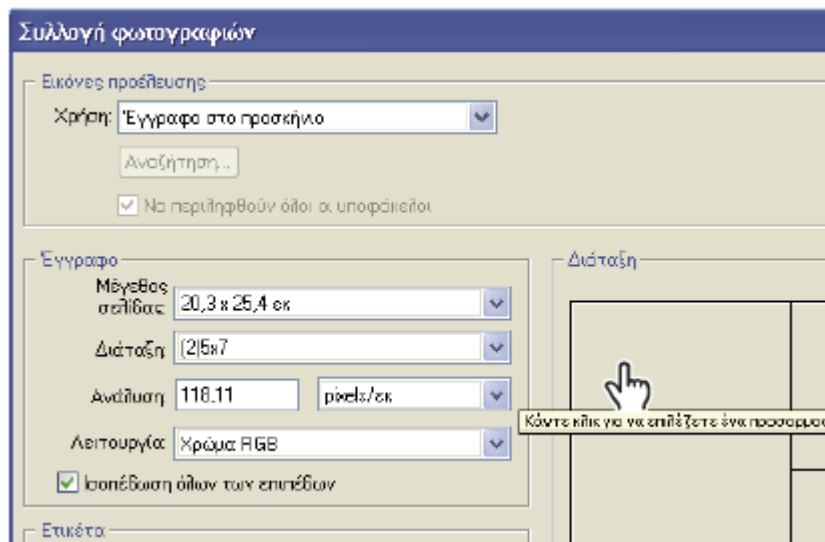 Συλλογή φωτογραφιών
Εικόνες προέλευσης
Χρήση: Έγγραφο στο προσκήνιο
Αναζήτηση...
Να περιληφθούν όλοι οι υποφάκελοι
Έγγραφο
Μέγεθος
σελίδας: 20,3 x 25,4 εκ
Διάταξη: (2)5x7
Ανάλυση: 118.11 pixels/εκ
Λειτουργία: Χρώμα RGB
Ισοπέδωση όλων των επιπέδων
Ετικέτα
Διάταξη
Κάντε κλικ για να επιλέξετε ένα προσαρμοσ